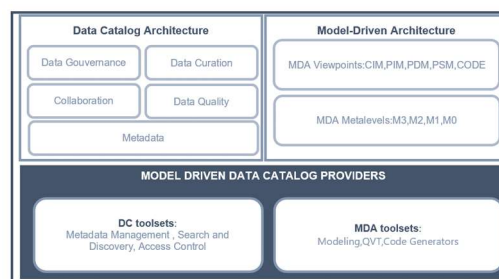 Data Catalog Architecture
Data Gouvernance
Data Curation
Collaboration
Data Quality
Metadata
Model-Driven Architecture
MDA Viewpoints:CIM,PIM,PDM,PSM,CODE
MDA Metalevels:M3,M2,M1,M0
MODEL DRIVEN DATA CATALOG PROVIDERS
DC toolsets:
Metadata Management , Search and
Discovery, Access Control
MDA toolsets:
Modeling,QVT,Code Generators